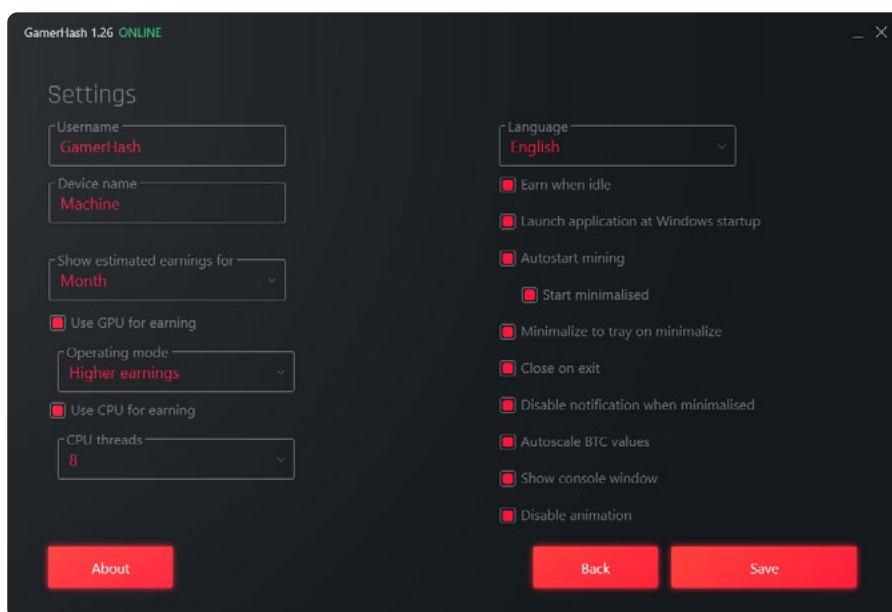 GamerHash 1.26 ONLINE
Settings
Username
GamerHash
Device name
Machine
Show estimated earnings for
Month
Use GPU for earning
Operating mode
Higher earnings
Use CPU for earning
CPU threads
8
Language
English
Earn when idle
Launch application at Windows startup
Autostart mining
Start minimalised
Minimalize to tray on minimalize
Close on exit
Disable notification when minimalised
Autoscale BTC values
Show console window
Disable animation
About
Back
Save